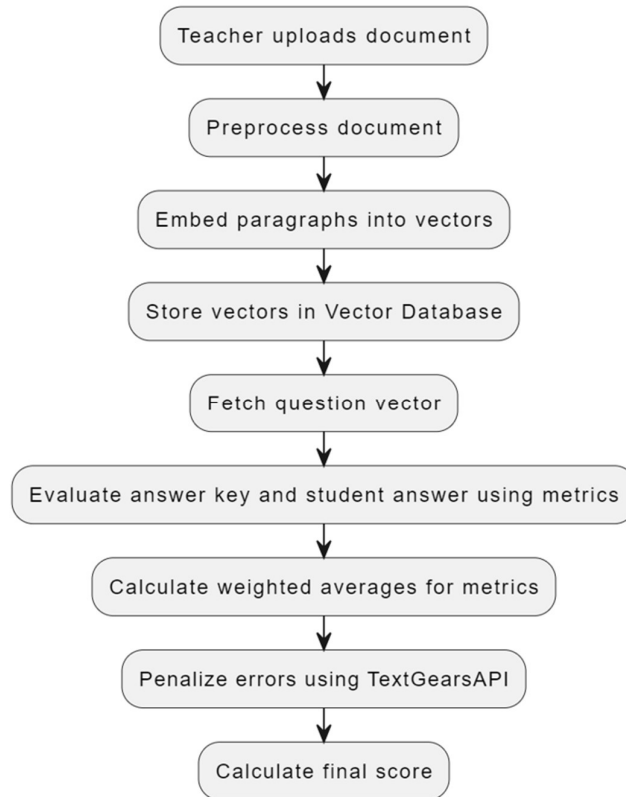 Teacher uploads document
Preprocess document
Embed paragraphs into vectors
Store vectors in Vector Database
Fetch question vector
Evaluate answer key and student answer using metrics
Calculate weighted averages for metrics
Penalize errors using TextGearsAPI
Calculate final score